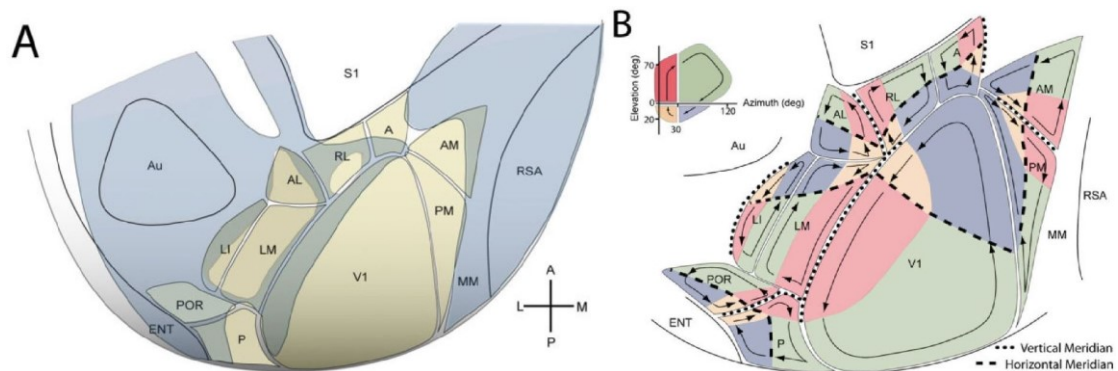 A
S1
Au
A
AM
RL
AL
RSA
PM
LI
LM
V1
MM
POR
ENT
P
A
L M
P
B
S1
Elevation (deg)
70
0
20
30
120
Azimuth (deg)
A
AM
RL
AL
Au
PM
RSA
LI
LM
MM
V1
POR
ENT
P
Vertical Meridian
Horizontal Meridian